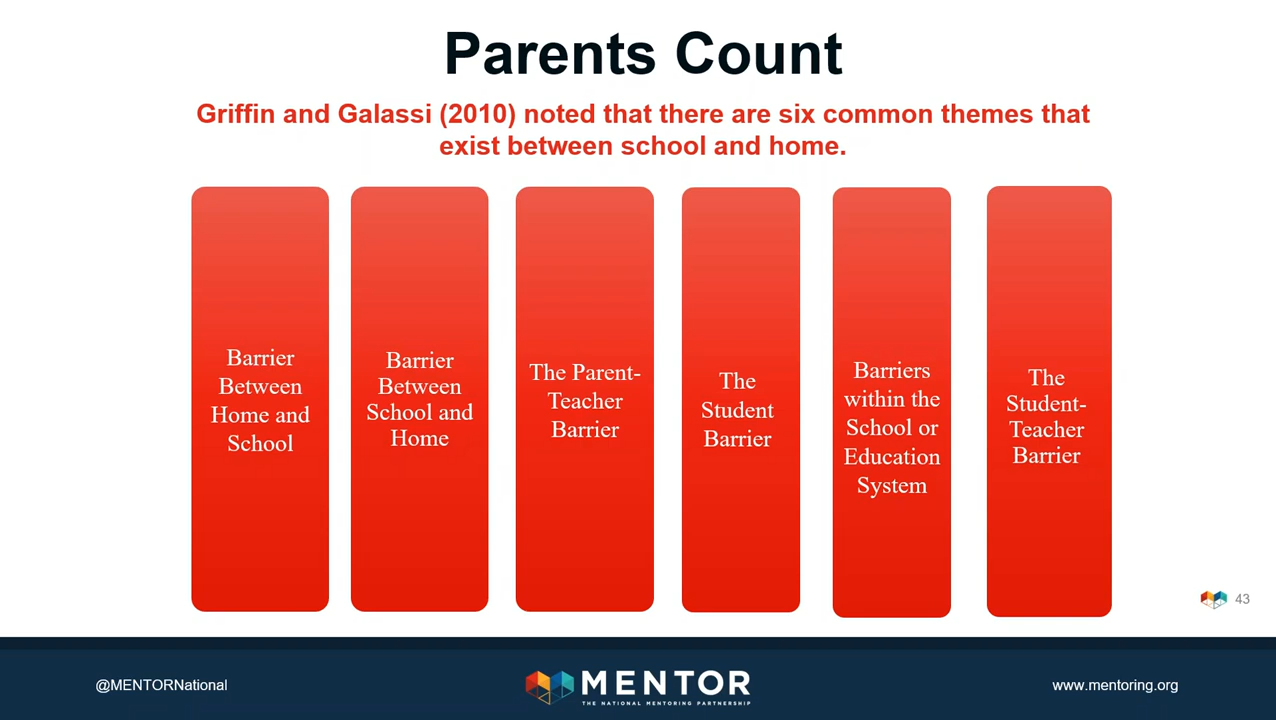 Parents Count
Griffin and Galassi (2010) noted that there are six common themes that
exist between school and home.
Barrier
Between
Home and
School
Barrier
Between
School and
Home
The Parent-
Teacher
Barrier
The
Student
Barrier
Barriers
within the
School or
Education
System
The
Student-
Teacher
Barrier
43
@MENTORNational
MENTOR
THE NATIONAL MENTORING PARTNERSHIP
www.mentoring.org